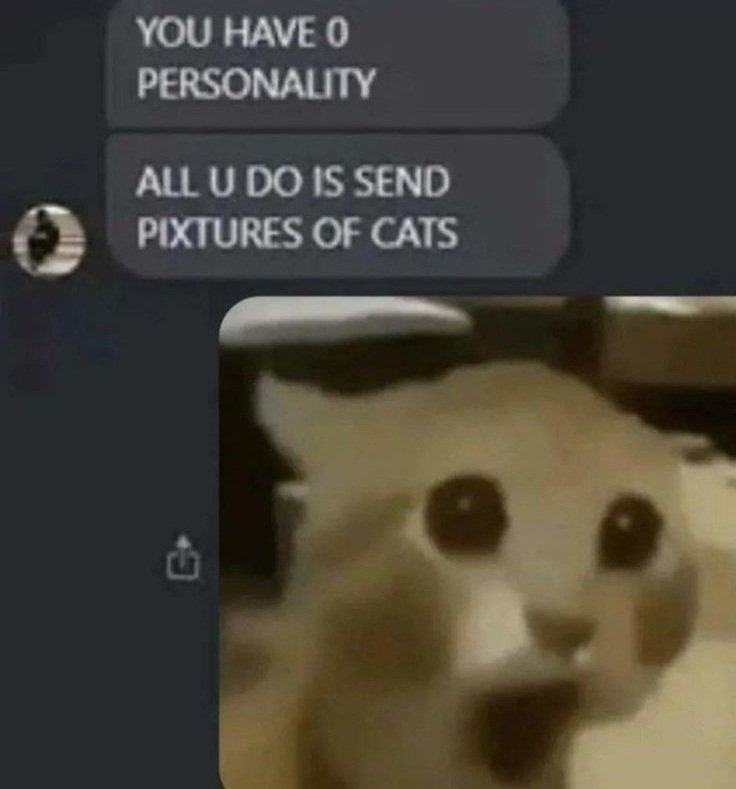 YOU HAVE 0
PERSONALITY
ALL U DO IS SEND
PIXTURES OF CATS